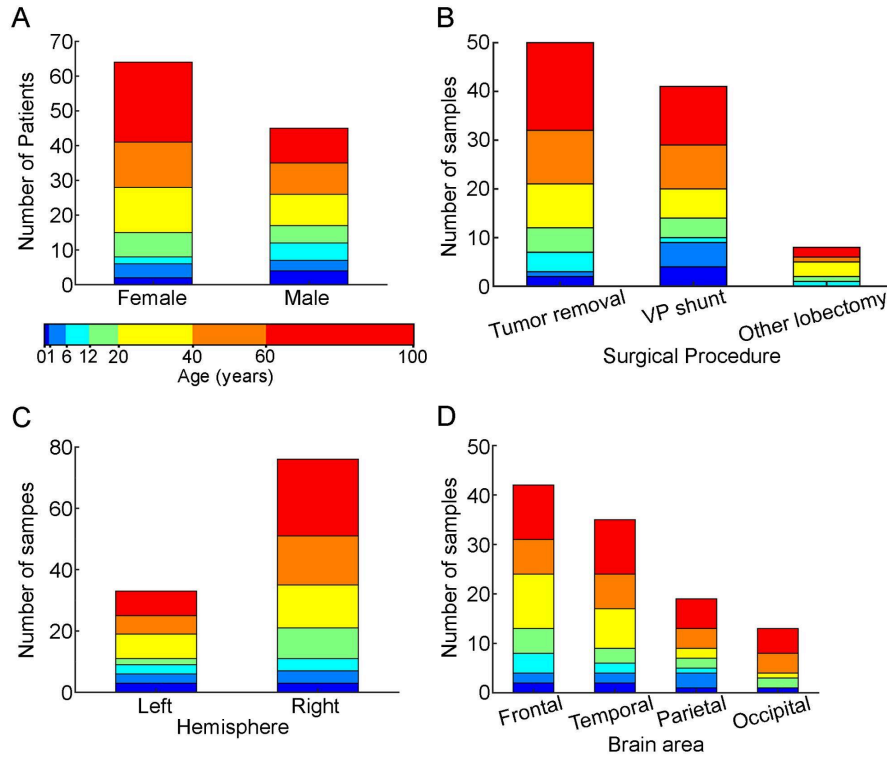 A
70
60
50
40
30
20
10
0
Number of Patients
Female Male
01 6 12 20 40 60 100
Age (years)
B
50
40
30
20
10
0
Number of samples
Tumor removal VP shunt Other lobectomy
Surgical Procedure
C
80
60
40
20
0
Number of sampes
Left Right
Hemisphere
D
50
40
30
20
10
0
Number of samples
Frontal Temporal Parietal Occipital
Brain area